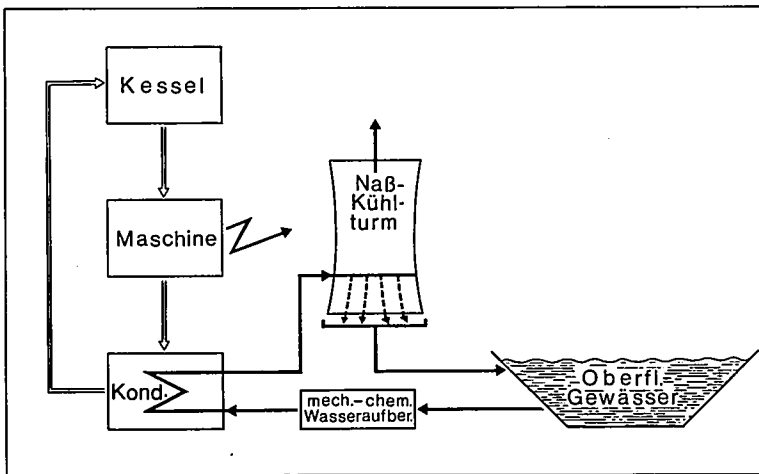 Kessel
Maschine
Kond.
Naß-
Kühl-
turm
mech.-chem.
Wasseraufber.
Oberfl.
Gewässer